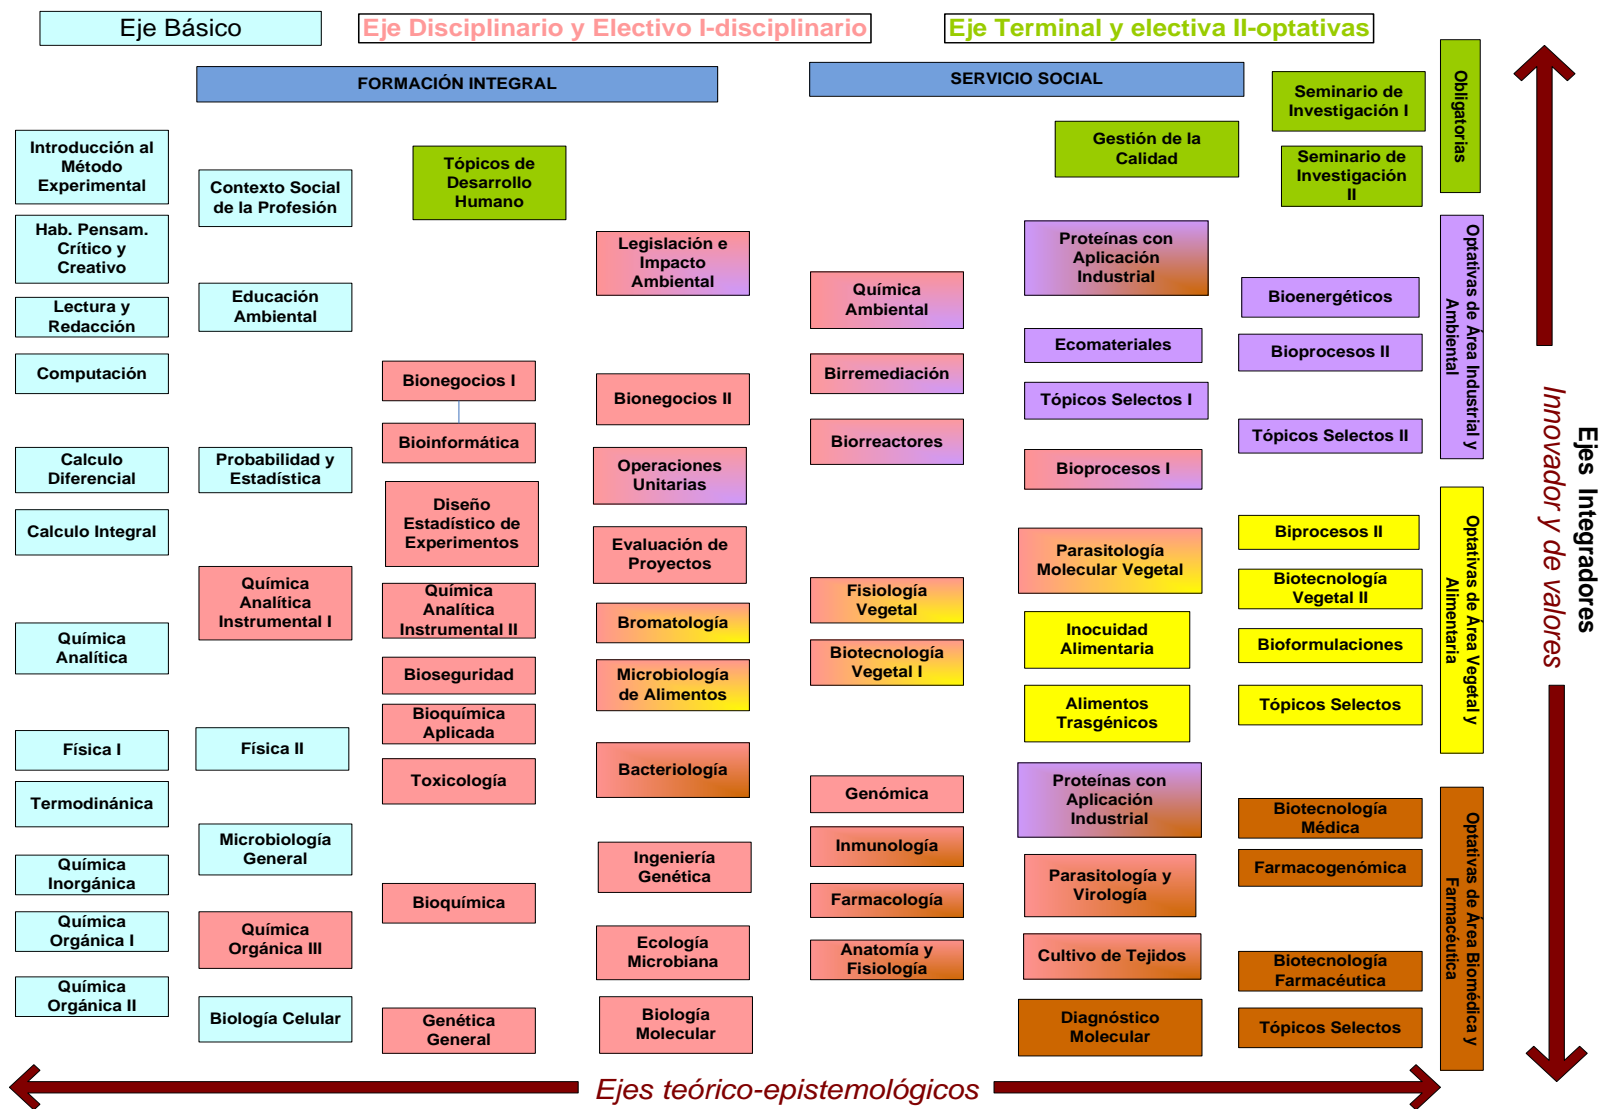 Eje Básico
Eje Disciplinario y Electivo I-disciplinario
Eje Terminal y electiva II-optativas
FORMACIÓN INTEGRAL
SERVICIO SOCIAL
Introducción al
Método
Experimental
Hab. Pensam.
Crítico y
Creativo
Lectura y
Redacción
Computación
Calculo
Diferencial
Calculo Integral
Química
Analítica
Física I
Termodinánica
Química
Inorgánica
Química
Orgánica I
Química
Orgánica II
Contexto Social
de la Profesión
Educación
Ambiental
Probabilidad y
Estadística
Química
Analítica
Instrumental I
Física II
Microbiología
General
Química
Orgánica III
Biología Celular
Tópicos de
Desarrollo
Humano
Bionegocios I
Bioinformática
Diseño
Estadístico de
Experimentos
Química
Analítica
Instrumental II
Bioseguridad
Bioquímica
Aplicada
Toxicología
Bioquímica
Genética
General
Legislación e
Impacto
Ambiental
Bionegocios II
Operaciones
Unitarias
Evaluación de
Proyectos
Bromatología
Microbiología
de Alimentos
Bacteriología
Ingeniería
Genética
Ecología
Microbiana
Biología
Molecular
Química
Ambiental
Birremediación
Biorreactores
Fisiología
Vegetal
Biotecnología
Vegetal I
Genómica
Inmunología
Farmacología
Anatomía y
Fisiología
Gestión de la
Calidad
Proteínas con
Aplicación
Industrial
Ecomateriales
Tópicos Selectos I
Bioprocesos I
Parasitología
Molecular Vegetal
Inocuidad
Alimentaria
Alimentos
Trasgénicos
Proteínas con
Aplicación
Industrial
Parasitología y
Virología
Cultivo de Tejidos
Diagnóstico
Molecular
Seminario de
Investigación I
Seminario de
Investigación
II
Bioenergéticos
Bioprocesos II
Tópicos Selectos II
Biprocesos II
Biotecnología
Vegetal II
Bioformulaciones
Tópicos Selectos
Biotecnología
Médica
Farmacogenómica
Biotecnología
Farmacéutica
Tópicos Selectos
Obligatorias
Optativas de Área Industrial y
Ambiental
Optativas de Área Vegetal y
Alimentaria
Optativas de Área Biomédica y
Farmacéutica
Ejes Integradores
Innovador y de valores
Ejes teórico-epistemológicos